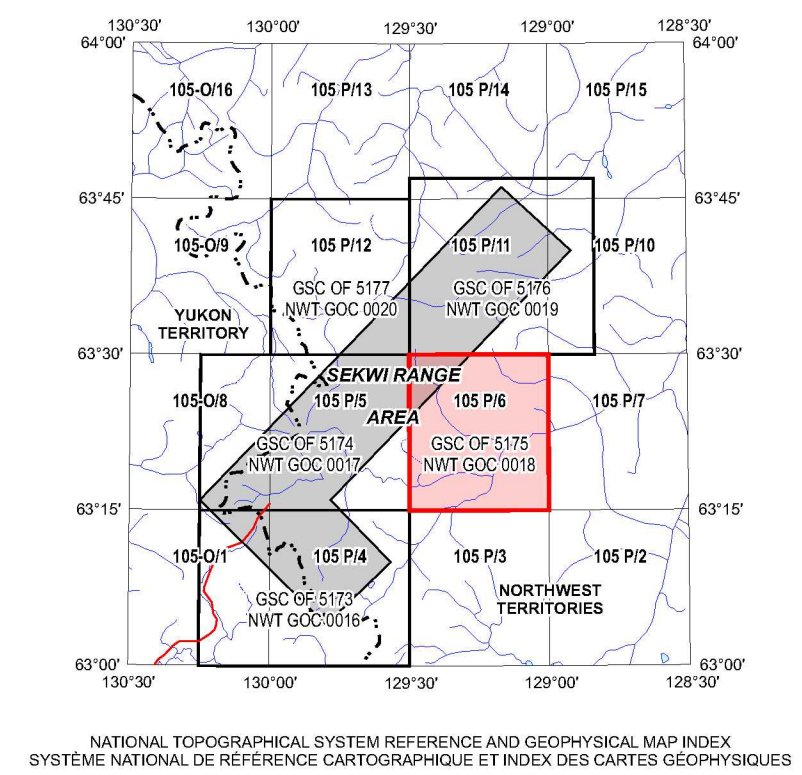 130°30' 130°00' 129°30' 129°00' 128°30'
64°00' 64°00'
105-O/16 105 P/13 105 P/14 105 P/15
63°45' 63°45'
105-O/9 105 P/12 105 P/11 105 P/10
GSC OF 5177 GSC OF 5176
NWT GOC 0020 NWT GOC 0019
YUKON
TERRITORY
63°30' 63°30'
SEKWI RANGE
105-O/8 105 P/5 105 P/6 105 P/7
AREA
GSC OF 5174 GSC OF 5175
NWT GOC 0017 NWT GOC 0018
63°15' 63°15'
105-O/1 105 P/4 105 P/3 105 P/2
NORTHWEST
TERRITORIES
GSC OF 5173
NWT GOC 0016
63°00' 63°00'
130°30' 130°00' 129°30' 129°00' 128°30'
NATIONAL TOPOGRAPHICAL SYSTEM REFERENCE AND GEOPHYSICAL MAP INDEX
SYSTÈME NATIONAL DE RÉFÉRENCE CARTOGRAPHIQUE ET INDEX DES CARTES GÉOPHYSIQUES